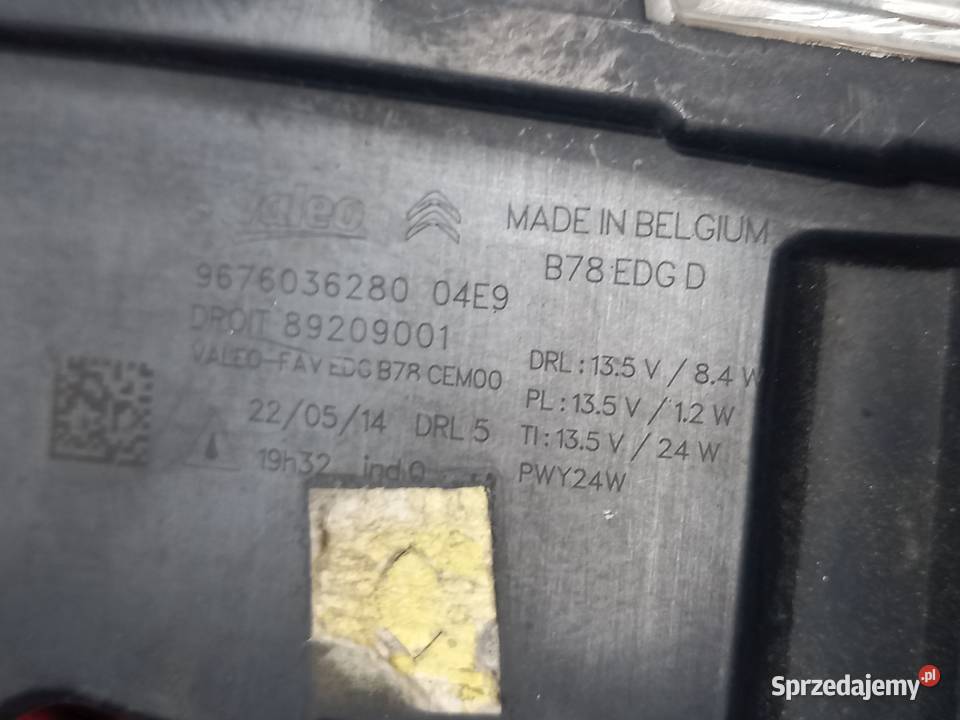 valeo MADE IN BELGIUM
9676036280 04E9 B78 EDG D
DROIT 89209001
VALEO-FAV EDG B78 CEM00 DRL : 13.5 V / 8.4 W
22/05/14 DRL 5 PL : 13.5 V / 1.2 W
19h32 ind 0 TI : 13.5 V / 24 W
PWY24W
Sprzedajemy.pl